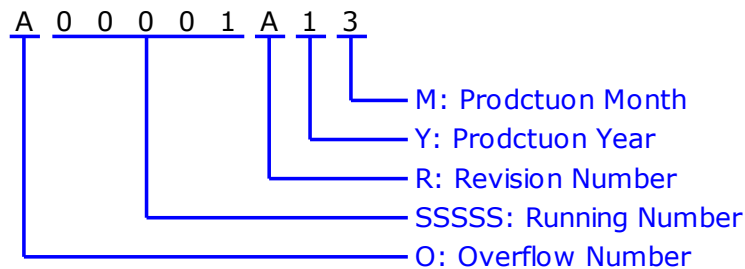 A 0 0 0 0 1 A 1 3
M: Prodctuon Month
Y: Prodctuon Year
R: Revision Number
SSSSS: Running Number
O: Overflow Number